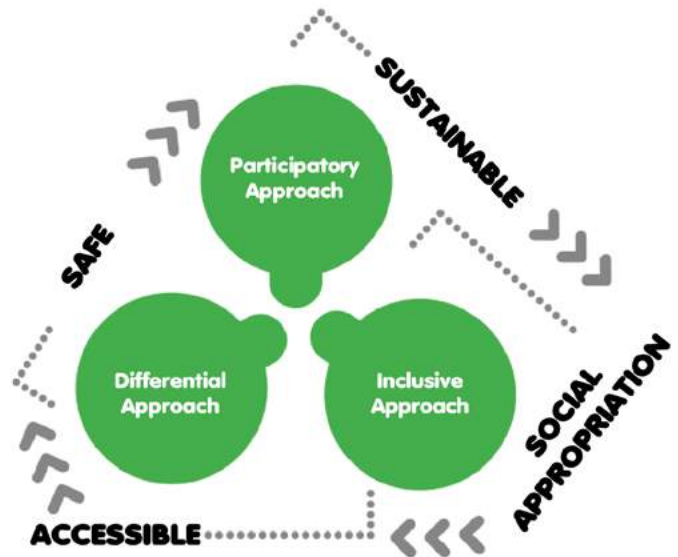 SUSTAINABLE
Participatory
Approach
SAFE
Differential
Approach
Inclusive
Approach
SOCIAL
APPROPRIATION
ACCESSIBLE